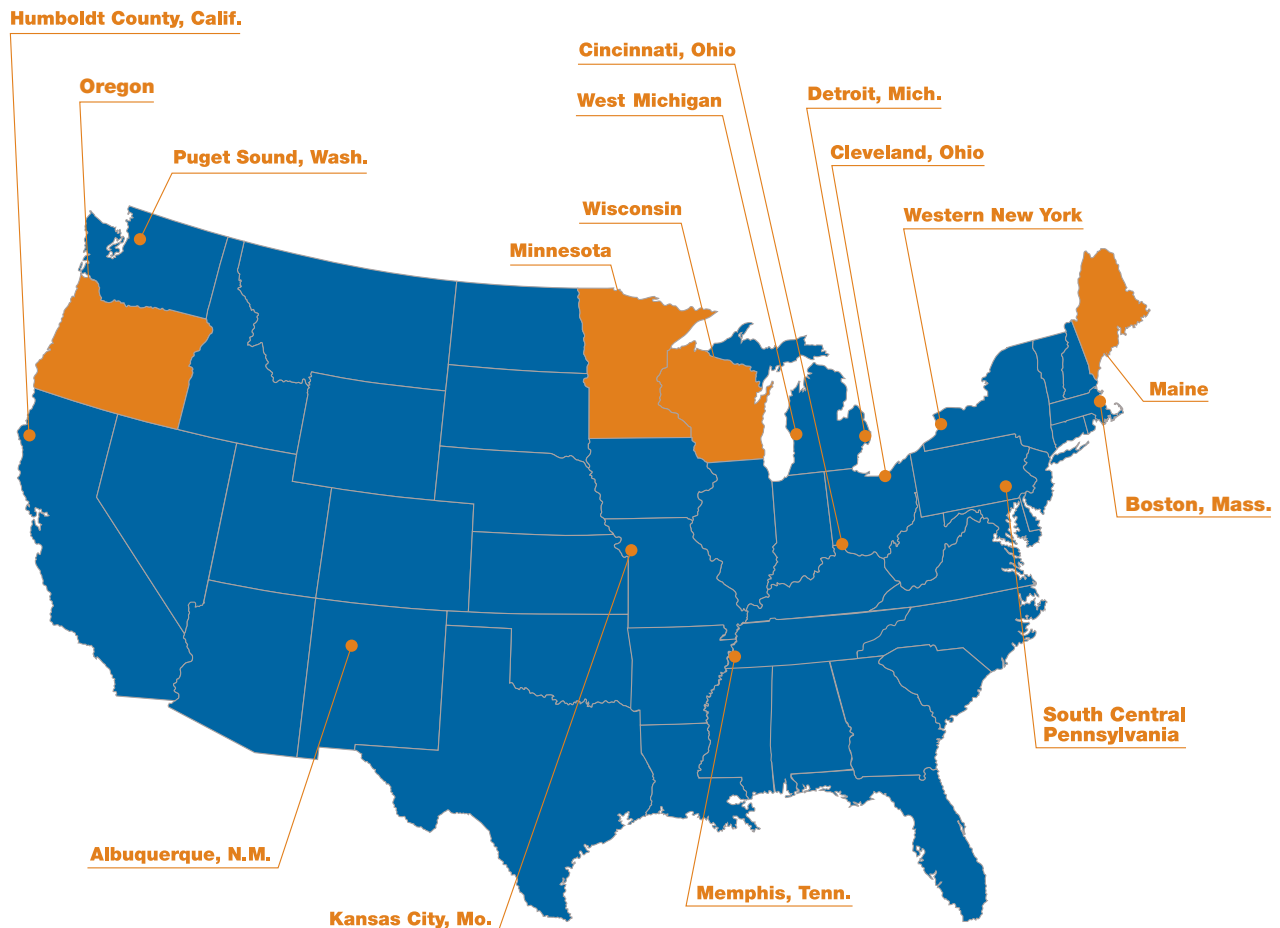 Humboldt County, Calif.
Cincinnati, Ohio
Oregon
West Michigan
Detroit, Mich.
Puget Sound, Wash.
Cleveland, Ohio
Wisconsin
Western New York
Minnesota
Maine
Boston, Mass.
South Central
Pennsylvania
Albuquerque, N.M.
Memphis, Tenn.
Kansas City, Mo.